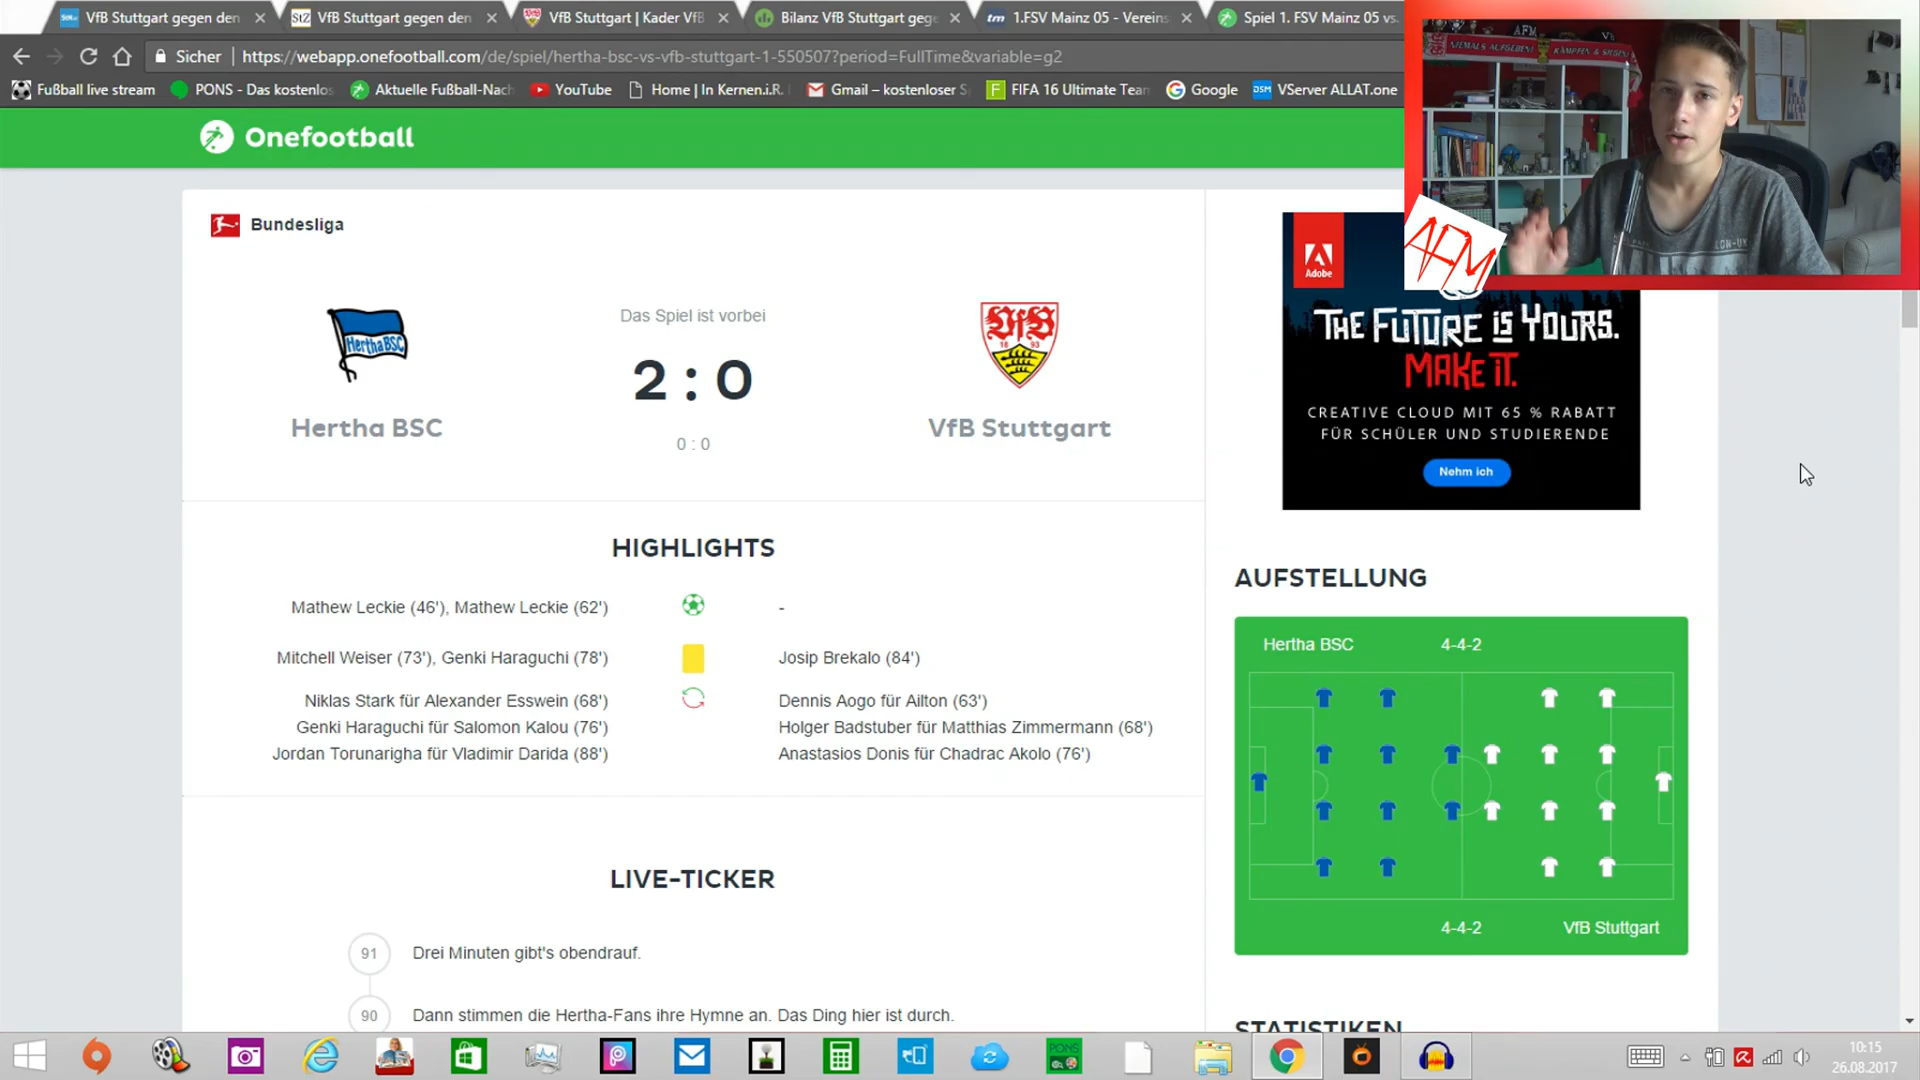 VfB Stuttgart gegen den
VfB Stuttgart gegen den
VfB Stuttgart | Kader VfB
Bilanz VfB Stuttgart gege
1.FSV Mainz 05 - Vereins
Spiel 1. FSV Mainz 05 vs.
Sicher
https://webapp.onefootball.com/de/spiel/hertha-bsc-vs-vfb-stuttgart-1-550507?period=FullTime&variable=g2
Fußball live stream
PONS - Das kostenlos
Aktuelle Fußball-Nach
YouTube
Home | In Kernen.i.R.
Gmail – kostenloser S
FIFA 16 Ultimate Team
Google
VServer ALLAT.one
NIEMALS AUFGEBEN!
KÄMPFEN & SIEGEN!
AFM
AFM
Onefootball
Bundesliga
Das Spiel ist vorbei
2 : 0
Hertha BSC
VfB Stuttgart
0 : 0
Adobe
THE FUTURE IS YOURS.
MAKE IT.
CREATIVE CLOUD MIT 65 % RABATT
FÜR SCHÜLER UND STUDIERENDE
Nehm ich
HIGHLIGHTS
Mathew Leckie (46'), Mathew Leckie (62')
-
Mitchell Weiser (73'), Genki Haraguchi (78')
Josip Brekalo (84')
Niklas Stark für Alexander Esswein (68')
Dennis Aogo für Ailton (63')
Genki Haraguchi für Salomon Kalou (76')
Holger Badstuber für Matthias Zimmermann (68')
Jordan Torunarigha für Vladimir Darida (88')
Anastasios Donis für Chadrac Akolo (76')
LIVE-TICKER
91
Drei Minuten gibt's obendrauf.
90
Dann stimmen die Hertha-Fans ihre Hymne an. Das Ding hier ist durch.
AUFSTELLUNG
Hertha BSC
4-4-2
4-4-2
VfB Stuttgart
STATISTIKEN
PONS
10:15
26.08.2017